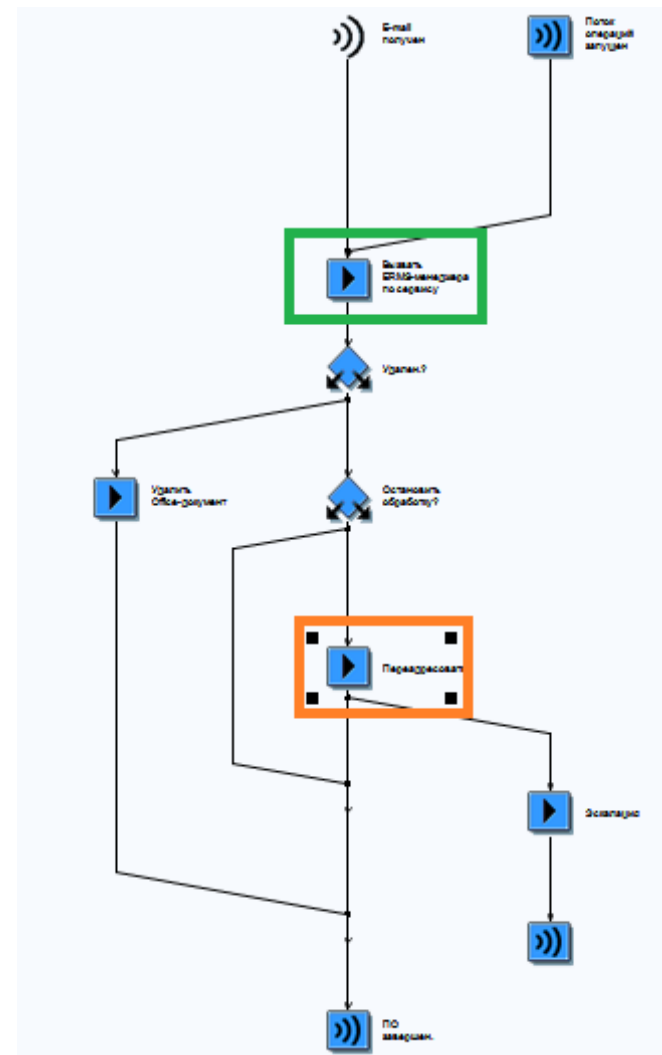 E-mail
получен
Поток
операций
запущен
Вызвать
ERMS-менеджера
по сервису
Удален.?
Удалить
Office-документ
Остановить
обработку?
Переадресоват
Эскалация
ПО
завершен.